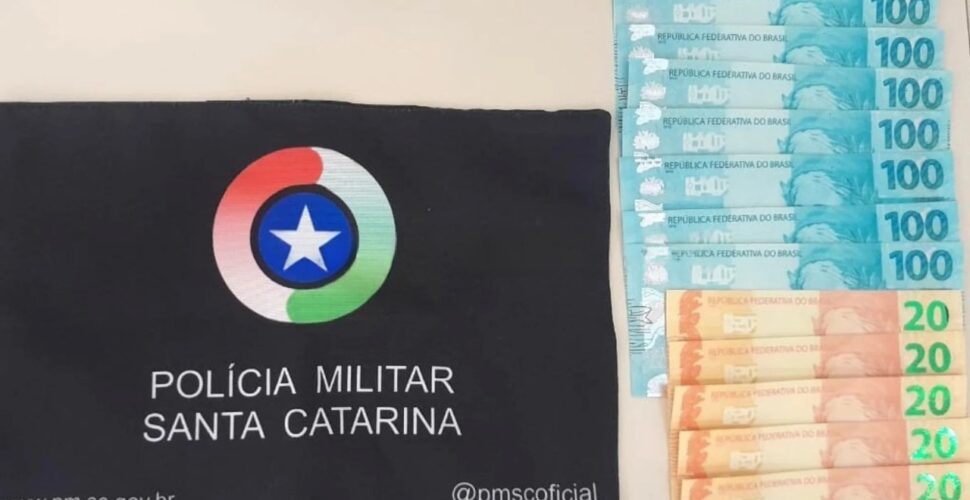 POLÍCIA MILITAR
SANTA CATARINA
@pmscoficial
100
REPÚBLICA FEDERATIVA DO BRASIL
100
REPÚBLICA FEDERATIVA DO BRASIL
100
REPÚBLICA FEDERATIVA DO BRASIL
100
REPÚBLICA FEDERATIVA DO BRASIL
100
REPÚBLICA FEDERATIVA DO BRASIL
100
REPÚBLICA FEDERATIVA DO BRASIL
100
REPÚBLICA FEDERATIVA DO BRASIL
20
REPÚBLICA FEDERATIVA DO BRASIL
20
REPÚBLICA FEDERATIVA DO BRASIL
20
REPÚBLICA FEDERATIVA DO BRASIL
20
REPÚBLICA FEDERATIVA DO BRASIL
20